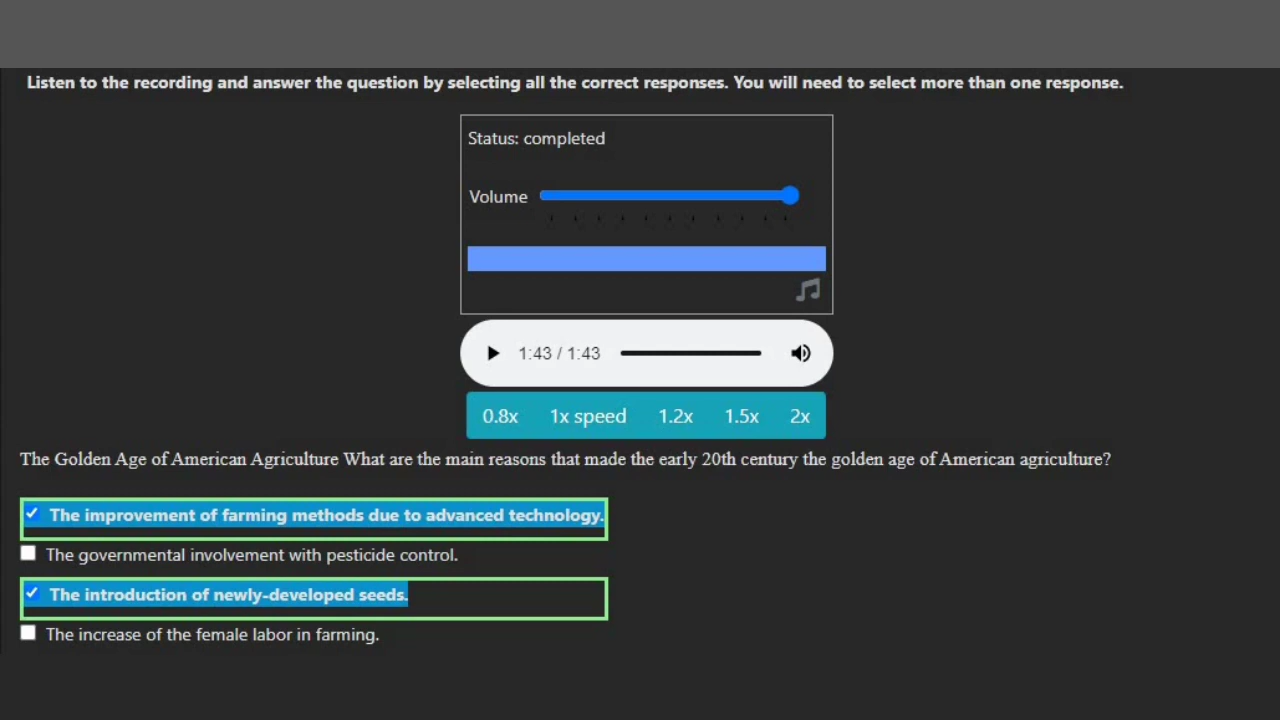 Listen to the recording and answer the question by selecting all the correct responses. You will need to select more than one response.
Status: completed
Volume
1:43 / 1:43
0.8x 1x speed 1.2x 1.5x 2x
The Golden Age of American Agriculture What are the main reasons that made the early 20th century the golden age of American agriculture?
The improvement of farming methods due to advanced technology.
The governmental involvement with pesticide control.
The introduction of newly-developed seeds.
The increase of the female labor in farming.